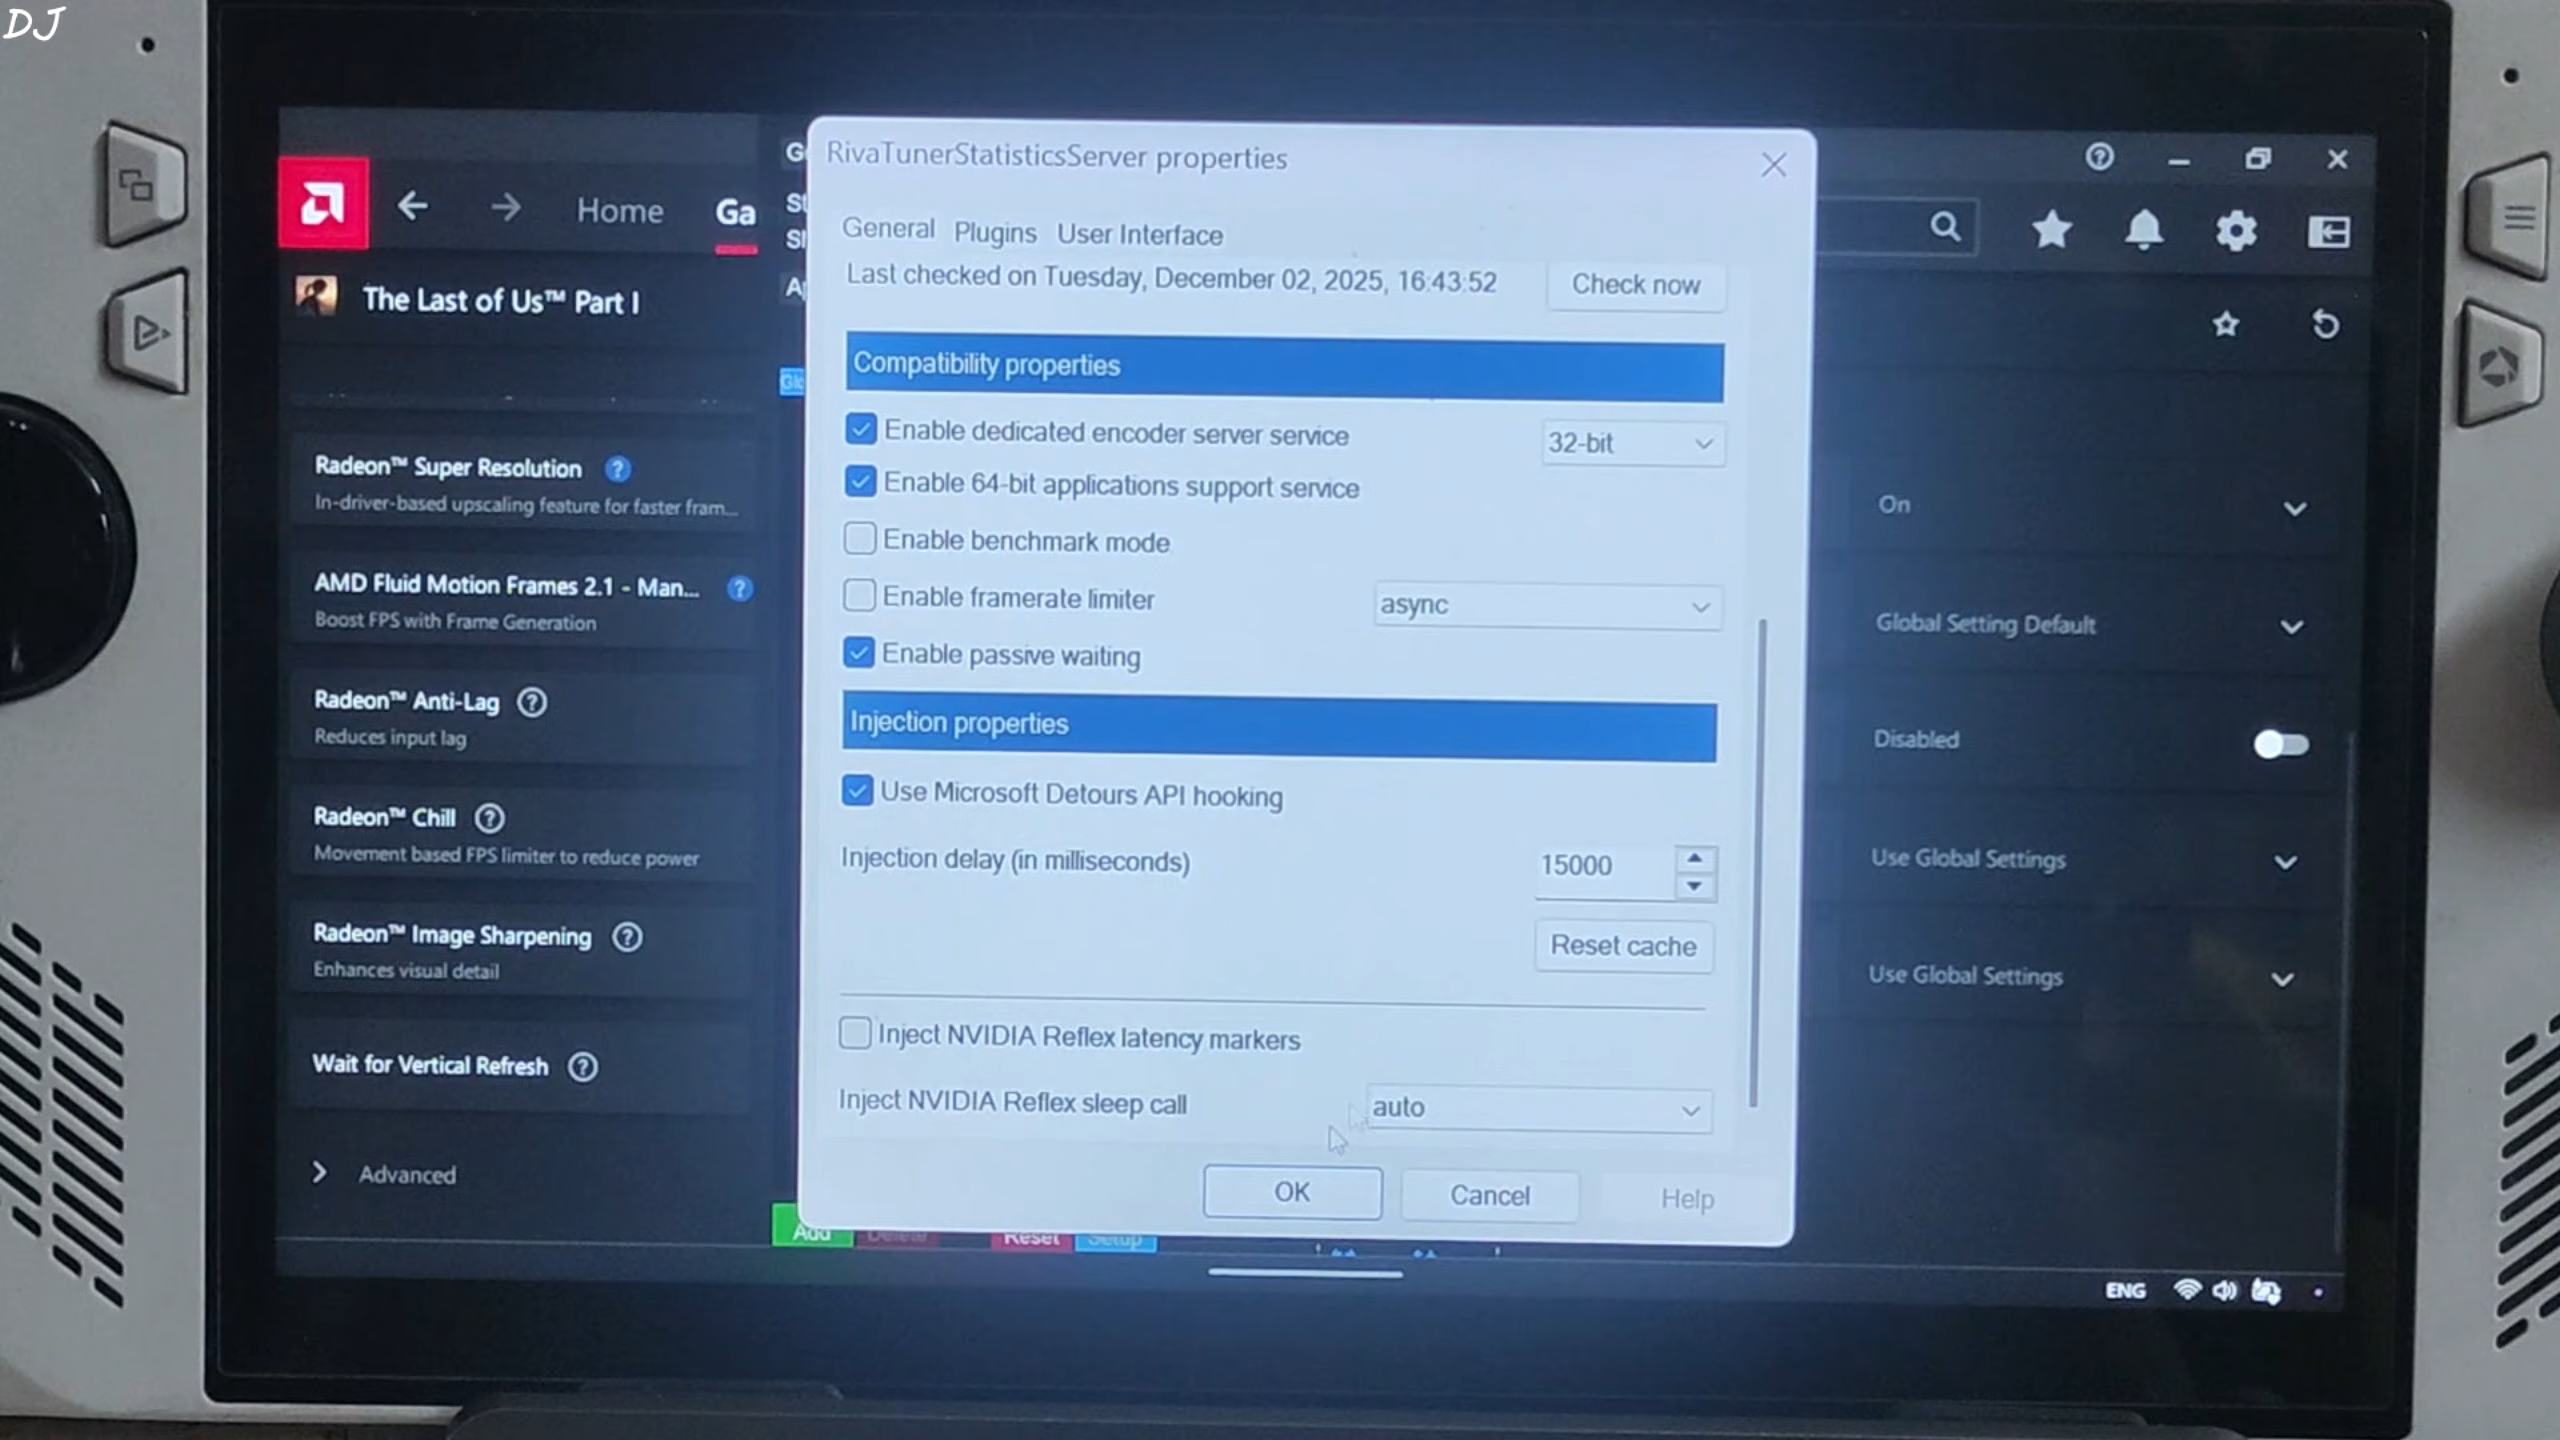 DJ
RivaTunerStatisticsServer properties
Home
Ga
General Plugins User Interface
Last checked on Tuesday, December 02, 2025, 16:43:52
Check now
The Last of Us™ Part I
Compatibility properties
Enable dedicated encoder server service
32-bit
Enable 64-bit applications support service
Enable benchmark mode
Enable framerate limiter
async
Enable passive waiting
Injection properties
Use Microsoft Detours API hooking
Injection delay (in milliseconds)
15000
Reset cache
Inject NVIDIA Reflex latency markers
Inject NVIDIA Reflex sleep call
auto
OK
Cancel
Help
Radeon™ Super Resolution
In-driver-based upscaling feature for faster fram...
On
AMD Fluid Motion Frames 2.1 - Man...
Boost FPS with Frame Generation
Global Setting Default
Radeon™ Anti-Lag
Reduces input lag
Disabled
Radeon™ Chill
Movement based FPS limiter to reduce power
Use Global Settings
Radeon™ Image Sharpening
Enhances visual detail
Use Global Settings
Wait for Vertical Refresh
Advanced
Add
Delete
Reset
Setup
ENG